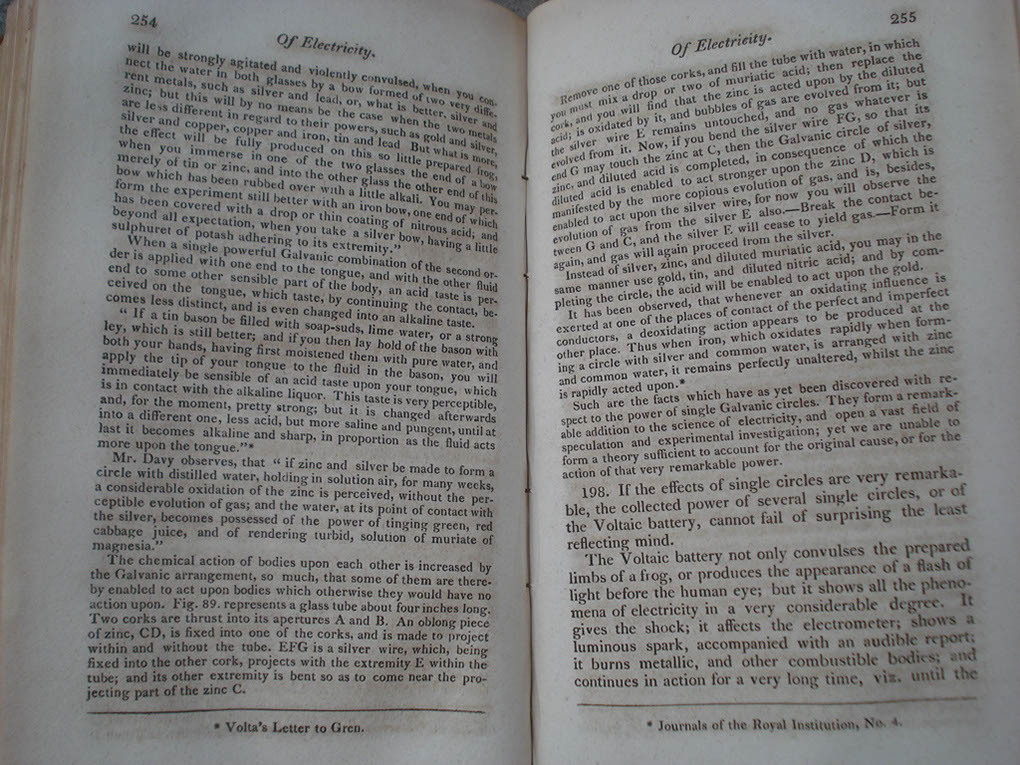 254
Of Electricity.
will be strongly agitated and violently convulsed, when you con-
nect the water in both glasses by a bow formed of two very diffe-
rent metals, such as silver and lead, or, what is better, silver and
zinc; but this will by no means be the case when the two metals
are less different in regard to their powers, such as gold and silver,
silver and copper, copper and iron, tin and lead But what is more,
the effect will be fully produced on this so little prepared frog,
when you immerse in one of the two glasses the end of a bow
merely of tin or zinc, and into the other glass the other end of this
bow which has been rubbed over with a little alkali. You may per-
form the experiment still better with an iron bow, one end of which
has been covered with a drop or thin coating of nitrous acid; and
beyond all expectation, when you take a silver bow, having a little
sulphuret of potash adhering to its extremity."
When a single powerful Galvanic combination of the second or-
der is applied with one end to the tongue, and with the other fluid
end to some other sensible part of the body, an acid taste is per-
ceived on the tongue, which taste, by continuing the contact, be-
comes less distinct, and is even changed into an alkaline taste.
" If a tin bason be filled with soap-suds, lime water, or a strong
ley, which is still better; and if you then lay hold of the bason with
both your hands, having first moistened them with pure water, and
apply the tip of your tongue to the fluid in the bason, you will
immediately be sensible of an acid taste upon your tongue, which
is in contact with the alkaline liquor. This taste is very perceptible,
and, for the moment, pretty strong; but it is changed afterwards
into a different one, less acid, but more saline and pungent, until at
last it becomes alkaline and sharp, in proportion as the fluid acts
more upon the tongue."*
Mr. Davy observes, that " if zinc and silver be made to form a
circle with distilled water, holding in solution air, for many weeks,
a considerable oxidation of the zinc is perceived, without the per-
ceptible evolution of gas; and the water, at its point of contact with
the silver, becomes possessed of the power of tinging green, red
cabbage juice, and of rendering turbid, solution of muriate of
magnesia."
The chemical action of bodies upon each other is increased by
the Galvanic arrangement, so much, that some of them are there-
by enabled to act upon bodies which otherwise they would have no
action upon. Fig. 89. represents a glass tube about four inches long.
Two corks are thrust into its apertures A and B. An oblong piece
of zinc, CD, is fixed into one of the corks, and is made to project
within and without the tube. EFG is a silver wire, which, being
fixed into the other cork, projects with the extremity E within the
tube; and its other extremity is bent so as to come near the pro-
jecting part of the zinc C.
* Volta's Letter to Gren.
255
Of Electricity.
Remove one of those corks, and fill the tube with water, in which
you must mix a drop or two of muriatic acid; then replace the
cork, and you will find that the zinc is acted upon by the diluted
acid; is oxidated by it, and bubbles of gas are evolved from it; but
the silver wire E remains untouched, and no gas whatever is
evolved from it. Now, if you bend the silver wire FG, so that its
end G may touch the zinc at C, then the Galvanic circle of silver,
zinc, and diluted acid is completed, in consequence of which the
diluted acid is enabled to act stronger upon the zinc D, which is
manifested by the more copious evolution of gas, and is, besides,
enabled to act upon the silver wire, for now you will observe the
evolution of gas from the silver E also.—Break the contact be-
tween G and C, and the silver E will cease to yield gas.—Form it
again, and gas will again proceed from the silver.
Instead of silver, zinc, and diluted muriatic acid, you may in the
same manner use gold, tin, and diluted nitric acid; and by com-
pleting the circle, the acid will be enabled to act upon the gold.
It has been observed, that whenever an oxidating influence is
exerted at one of the places of contact of the perfect and imperfect
conductors, a deoxidating action appears to be produced at the
other place. Thus when iron, which oxidates rapidly when form-
ing a circle with silver and common water, is arranged with zinc
and common water, it remains perfectly unaltered, whilst the zinc
is rapidly acted upon.*
Such are the facts which have as yet been discovered with re-
spect to the power of single Galvanic circles. They form a remark-
able addition to the science of electricity, and open a vast field of
speculation and experimental investigation; yet we are unable to
form a theory sufficient to account for the original cause, or for the
action of that very remarkable power.
198. If the effects of single circles are very remarka-
ble, the collected power of several single circles, or of
the Voltaic battery, cannot fail of surprising the least
reflecting mind.
The Voltaic battery not only convulses the prepared
limbs of a frog, or produces the appearance of a flash of
light before the human eye; but it shows all the pheno-
mena of electricity in a very considerable degree. It
gives the shock; it affects the electrometer; shows a
luminous spark, accompanied with an audible report;
it burns metallic, and other combustible bodies; and
continues in action for a very long time, viz. until the
* Journals of the Royal Institution, No. 4.